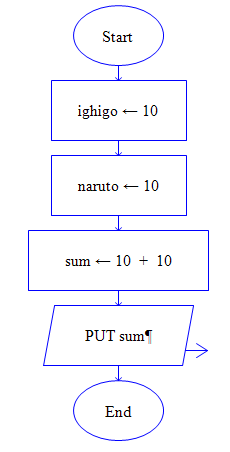 Start
ighigo ← 10
naruto ← 10
sum ← 10 + 10
PUT sum¶
End